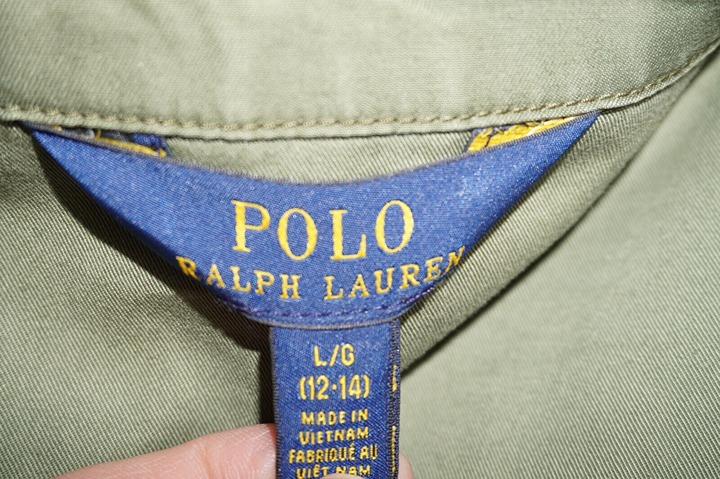 POLO
RALPH LAUREN
L/G
(12-14)
MADE IN
VIETNAM
FABRIQUÉ AU
VIÊT NAM